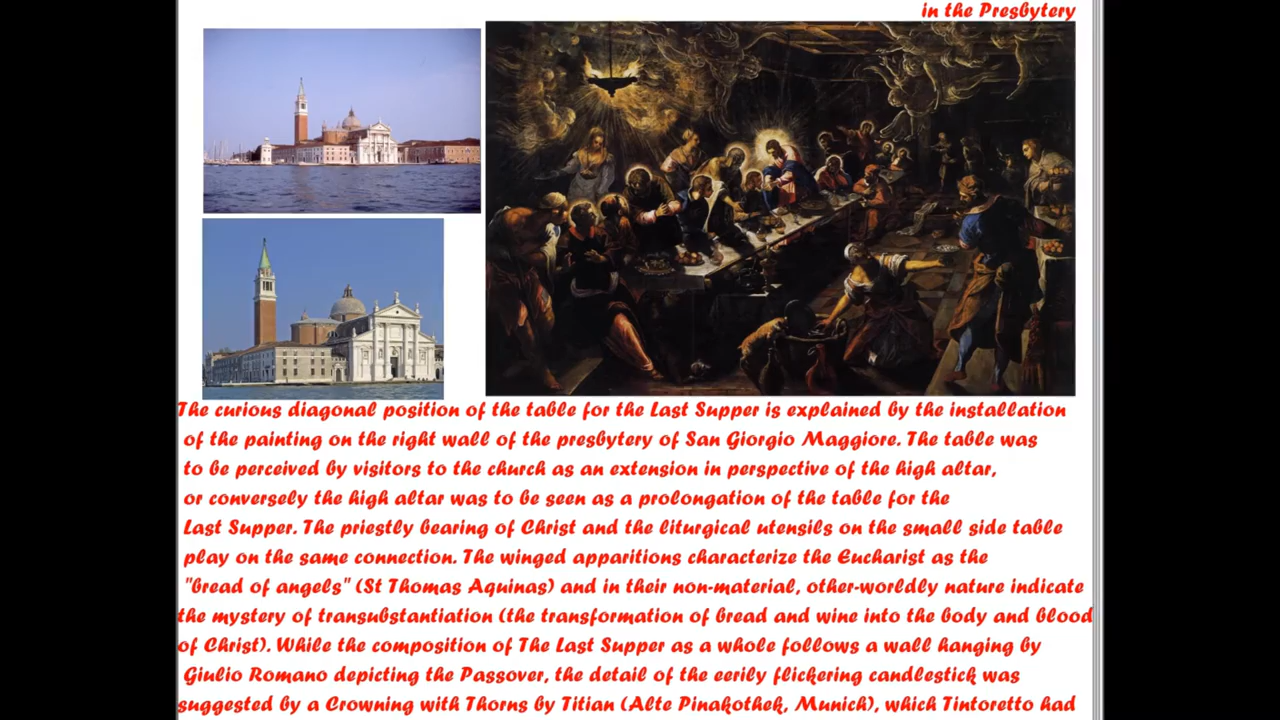 in the Presbytery
The curious diagonal position of the table for the Last Supper is explained by the installation
of the painting on the right wall of the presbytery of San Giorgio Maggiore. The table was
to be perceived by visitors to the church as an extension in perspective of the high altar,
or conversely the high altar was to be seen as a prolongation of the table for the
Last Supper. The priestly bearing of Christ and the liturgical utensils on the small side table
play on the same connection. The winged apparitions characterize the Eucharist as the
"bread of angels" (St Thomas Aquinas) and in their non-material, other-worldly nature indicate
the mystery of transubstantiation (the transformation of bread and wine into the body and blood
of Christ). While the composition of The Last Supper as a whole follows a wall hanging by
Giulio Romano depicting the Passover, the detail of the eerily flickering candlestick was
suggested by a Crowning with Thorns by Titian (Alte Pinakothek, Munich), which Tintoretto had